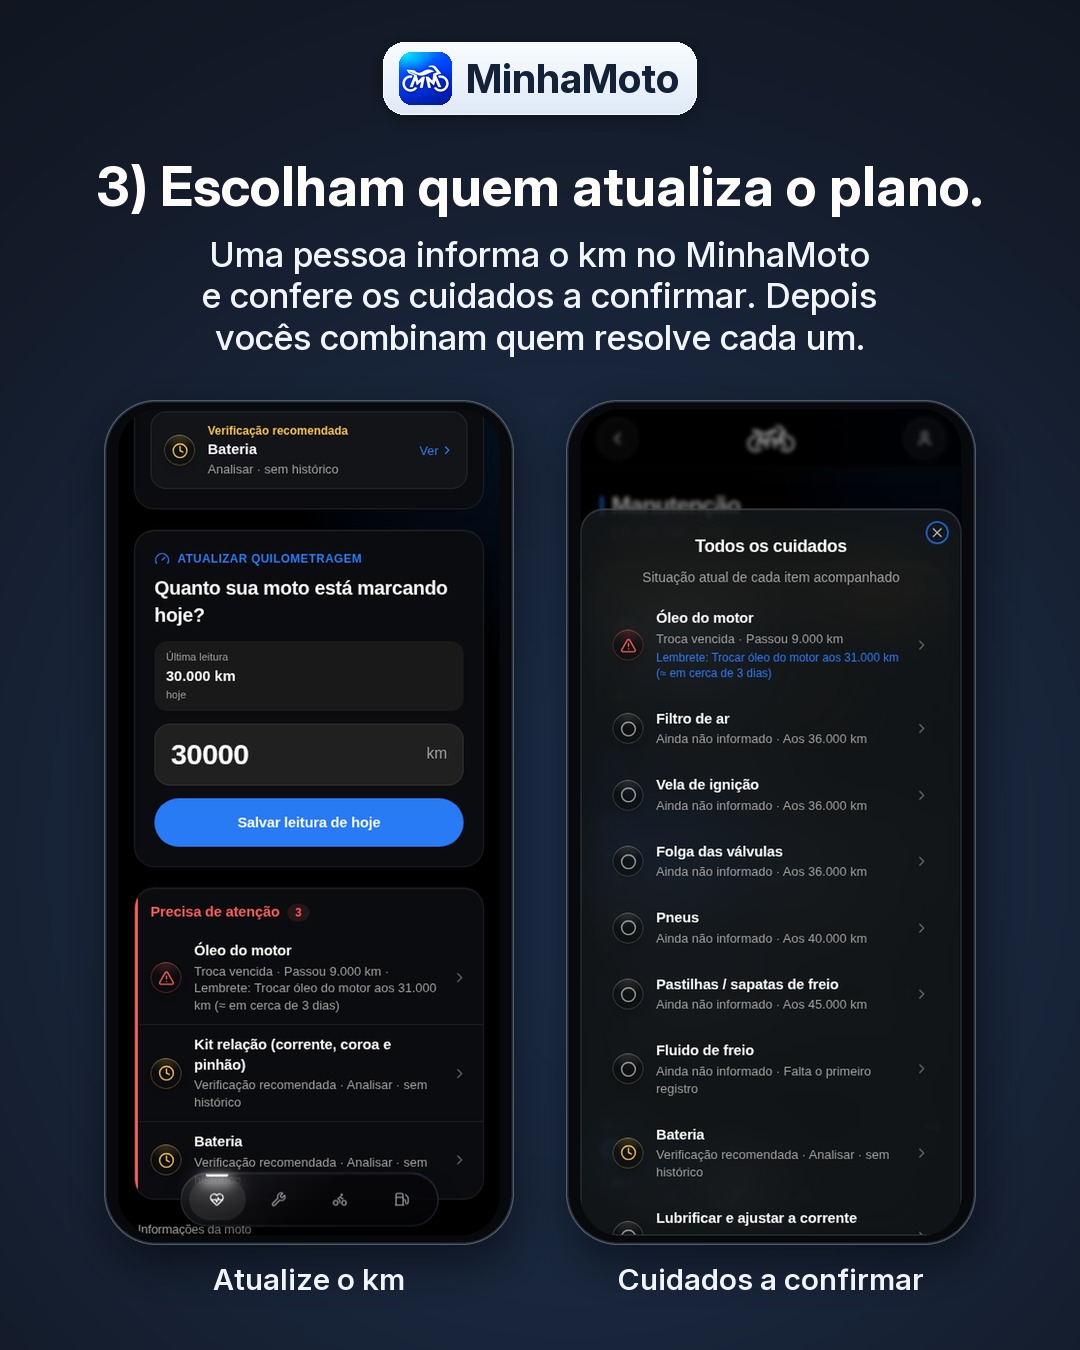 MinhaMoto
3) Escolham quem atualiza o plano.
Uma pessoa informa o km no MinhaMoto
e confere os cuidados a confirmar. Depois
vocês combinam quem resolve cada um.
Verificação recomendada
Bateria
Analisar · sem histórico
Ver
ATUALIZAR QUILOMETRAGEM
Quanto sua moto está marcando
hoje?
Última leitura
30.000 km
hoje
30000
km
Salvar leitura de hoje
Precisa de atenção 3
Óleo do motor
Troca vencida · Passou 9.000 km ·
Lembrete: Trocar óleo do motor aos 31.000
km (≈ em cerca de 3 dias)
Kit relação (corrente, coroa e
pinhão)
Verificação recomendada · Analisar · sem
histórico
Bateria
Verificação recomendada · Analisar · sem
Informações da moto
Atualize o km
Manutenção
Todos os cuidados
Situação atual de cada item acompanhado
Óleo do motor
Troca vencida · Passou 9.000 km
Lembrete: Trocar óleo do motor aos 31.000 km
(≈ em cerca de 3 dias)
Filtro de ar
Ainda não informado · Aos 36.000 km
Vela de ignição
Ainda não informado · Aos 36.000 km
Folga das válvulas
Ainda não informado · Aos 36.000 km
Pneus
Ainda não informado · Aos 40.000 km
Pastilhas / sapatas de freio
Ainda não informado · Aos 45.000 km
Fluido de freio
Ainda não informado · Falta o primeiro
registro
Bateria
Verificação recomendada · Analisar · sem
histórico
Lubrificar e ajustar a corrente
Cuidados a confirmar